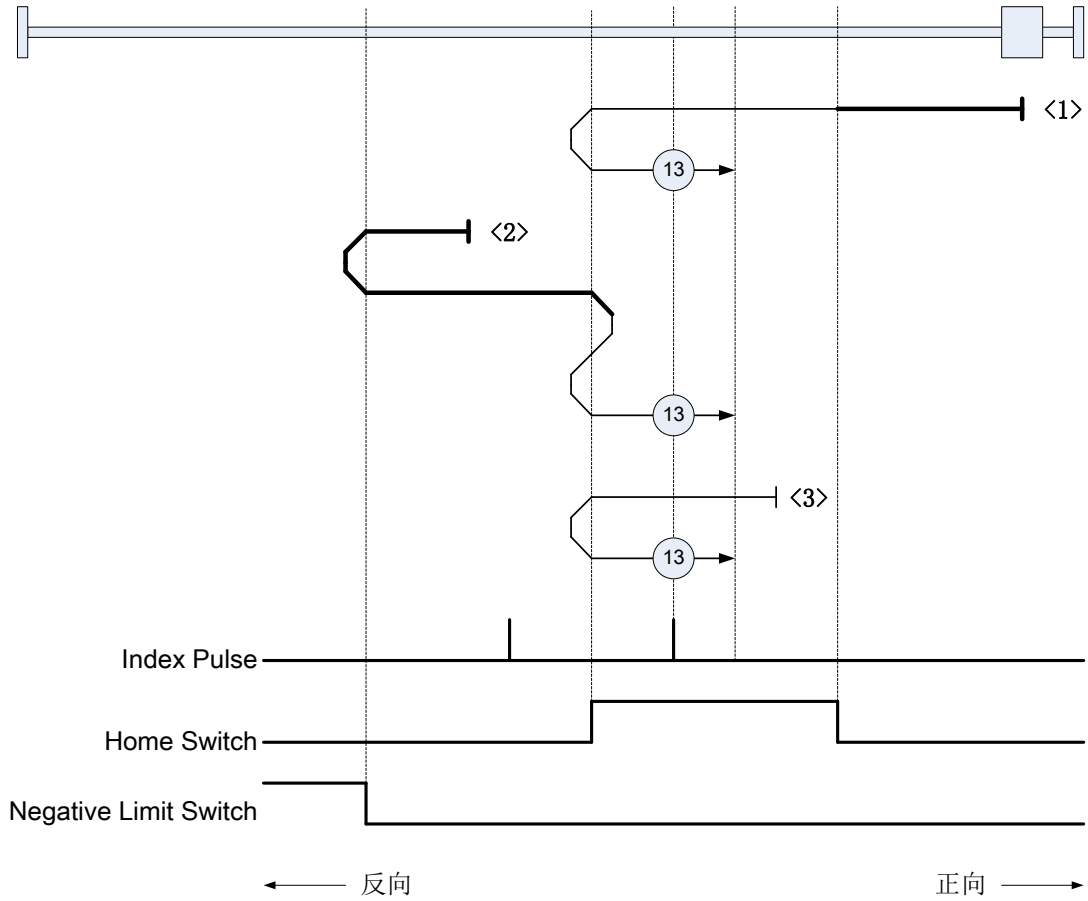 <1>
13
<2>
13
<3>
13
Index Pulse
Home Switch
Negative Limit Switch
反向
正向